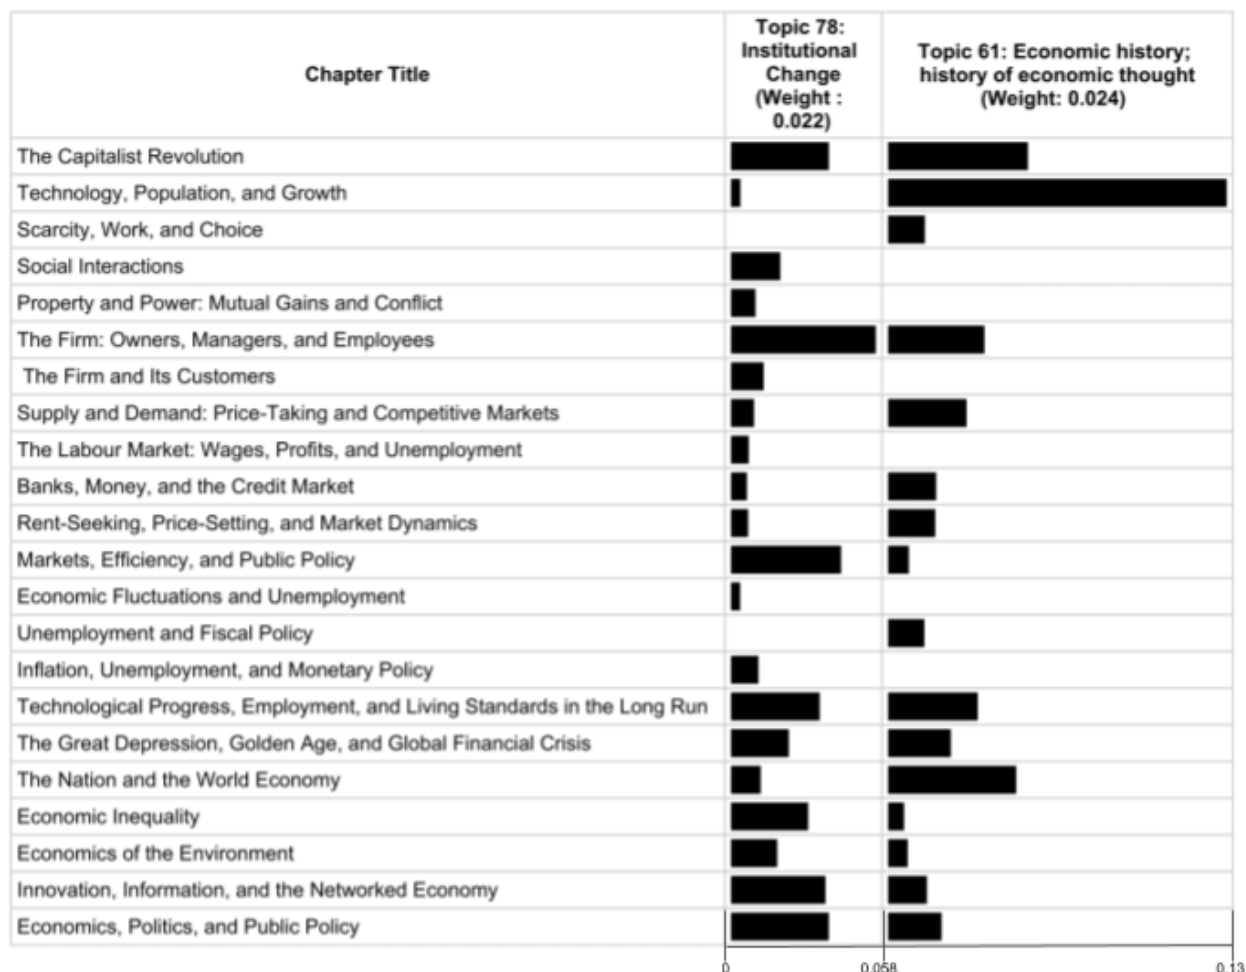 Chapter Title
Topic 78:
Institutional
Change
(Weight :
0.022)
Topic 61: Economic history;
history of economic thought
(Weight: 0.024)
The Capitalist Revolution
Technology, Population, and Growth
Scarcity, Work, and Choice
Social Interactions
Property and Power: Mutual Gains and Conflict
The Firm: Owners, Managers, and Employees
The Firm and Its Customers
Supply and Demand: Price-Taking and Competitive Markets
The Labour Market: Wages, Profits, and Unemployment
Banks, Money, and the Credit Market
Rent-Seeking, Price-Setting, and Market Dynamics
Markets, Efficiency, and Public Policy
Economic Fluctuations and Unemployment
Unemployment and Fiscal Policy
Inflation, Unemployment, and Monetary Policy
Technological Progress, Employment, and Living Standards in the Long Run
The Great Depression, Golden Age, and Global Financial Crisis
The Nation and the World Economy
Economic Inequality
Economics of the Environment
Innovation, Information, and the Networked Economy
Economics, Politics, and Public Policy
0 0.058 0.13